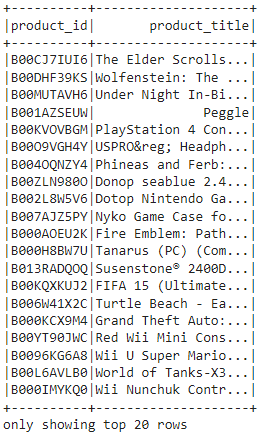 +----------+--------------------+
|product_id|       product_title|
+----------+--------------------+
|B00CJ7IUI6|The Elder Scrolls...|
|B00DHF39KS|Wolfenstein: The ...|
|B00MUTAVH6|Under Night In-Bi...|
|B001AZSEUW|              Peggle|
|B00KVOVBGM|PlayStation 4 Con...|
|B00O9VGH4Y|USPRO&reg; Headph...|
|B004OQNZY4|Phineas and Ferb:...|
|B00ZLN980O|Donop seablue 2.4...|
|B002L8W5V6|Dotop Nintendo Ga...|
|B007AJZ5PY|Nyko Game Case fo...|
|B000AOEU2K|Fire Emblem: Path...|
|B000H8BW7U|Tanarus (PC) (Com...|
|B013RADQOQ|Susenstone® 2400D...|
|B00KQXKUJ2|FIFA 15 (Ultimate...|
|B006W41X2C|Turtle Beach - Ea...|
|B000KCX9M4|Grand Theft Auto:...|
|B00YT90JWC|Red Wii Mini Cons...|
|B0096KG6A8|Wii U Super Mario...|
|B00L6AVLB0|World of Tanks-X3...|
|B000IMYKQ0|Wii Nunchuk Contr...|
+----------+--------------------+
only showing top 20 rows